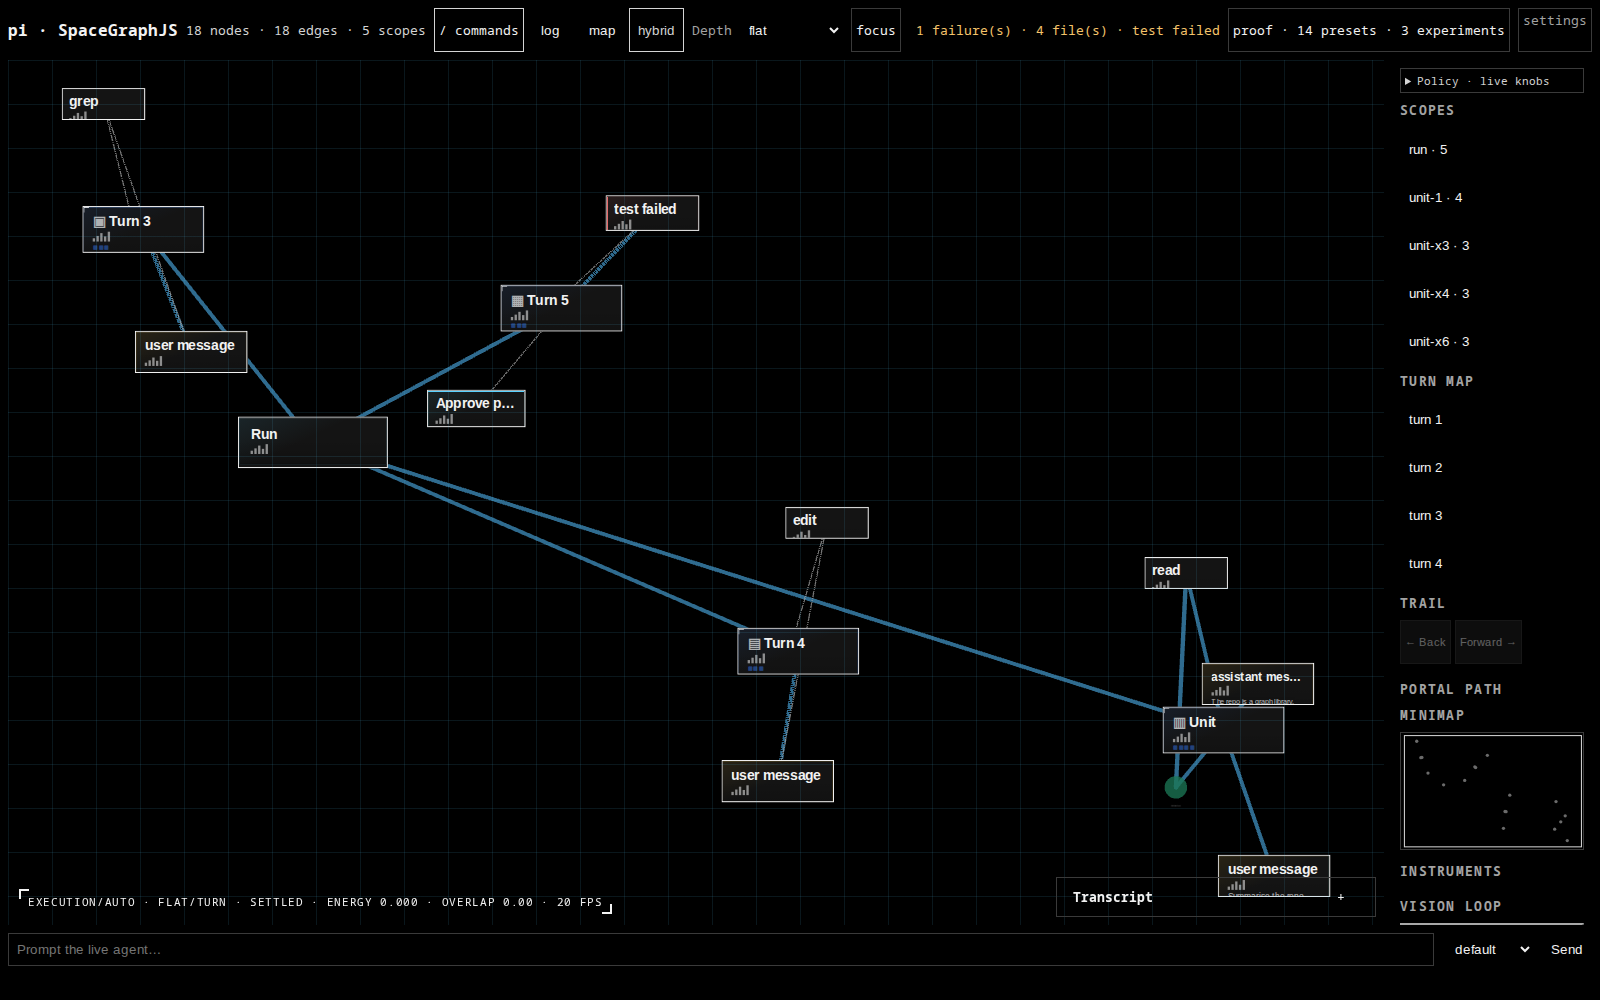 pi · SpaceGraphJS 18 nodes · 18 edges · 5 scopes / commands log map hybrid Depth flat focus 1 failure(s) · 4 file(s) · test failed proof · 14 presets · 3 experiments settings
grep
Turn 3
user message
test failed
Turn 5
Approve p…
Run
edit
Turn 4
user message
read
assistant mes…
The repo is a graph library.
Unit
user message
Transcript +
EXECUTION/AUTO · FLAT/TURN · SETTLED · ENERGY 0.000 · OVERLAP 0.00 · 20 FPS
Policy · live knobs
SCOPES
run · 5
unit-1 · 4
unit-x3 · 3
unit-x4 · 3
unit-x6 · 3
TURN MAP
turn 1
turn 2
turn 3
turn 4
TRAIL
← Back Forward →
PORTAL PATH
MINIMAP
INSTRUMENTS
VISION LOOP
Prompt the live agent… default Send